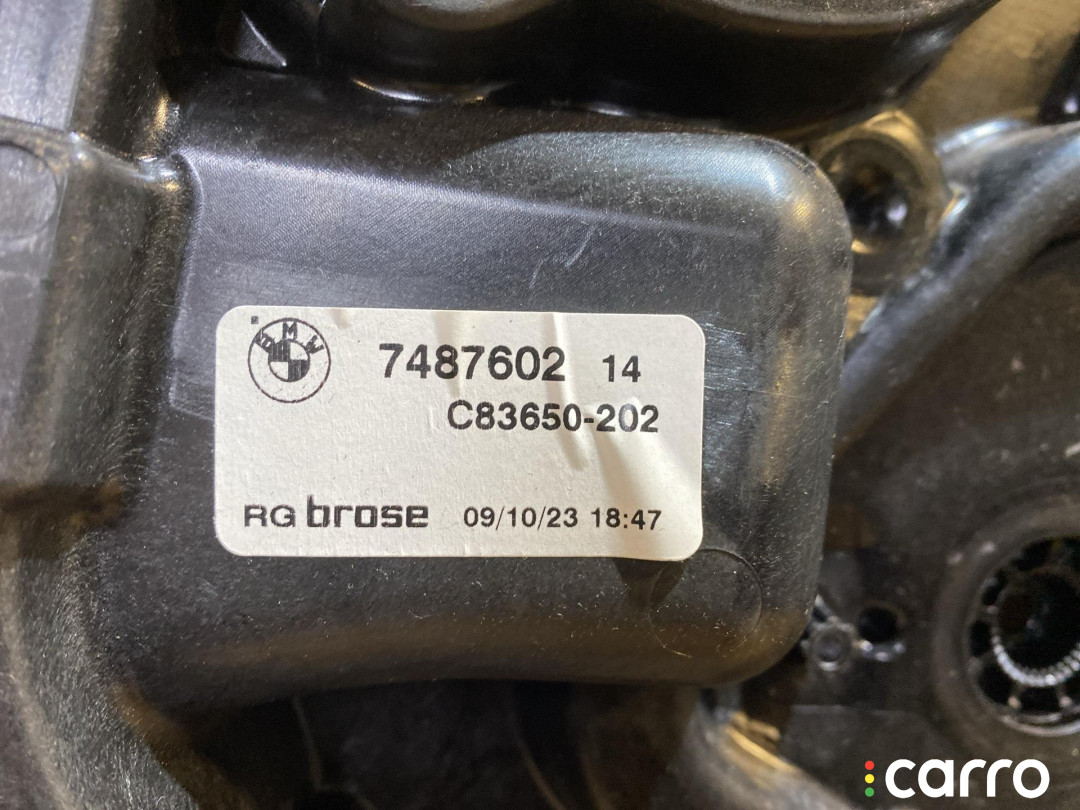 BMW
7487602 14
C83650-202
RG brose 09/10/23 18:47
carro